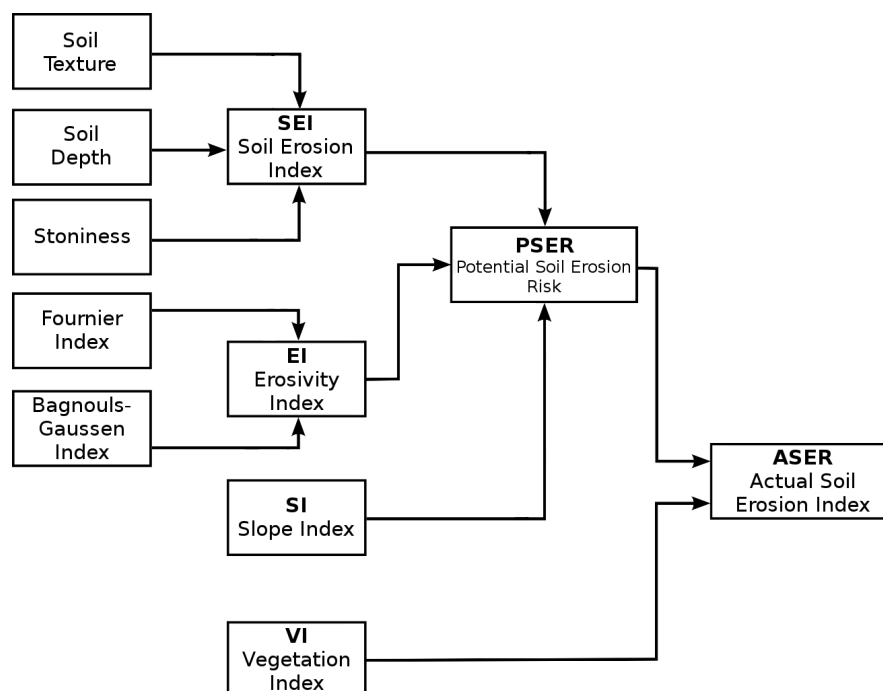 Soil
Texture
Soil
Depth
Stoniness
Fournier
Index
Bagnouls-
Gaussen
Index
SEI
Soil Erosion
Index
EI
Erosivity
Index
SI
Slope Index
VI
Vegetation
Index
PSER
Potential Soil Erosion
Risk
ASER
Actual Soil
Erosion Index